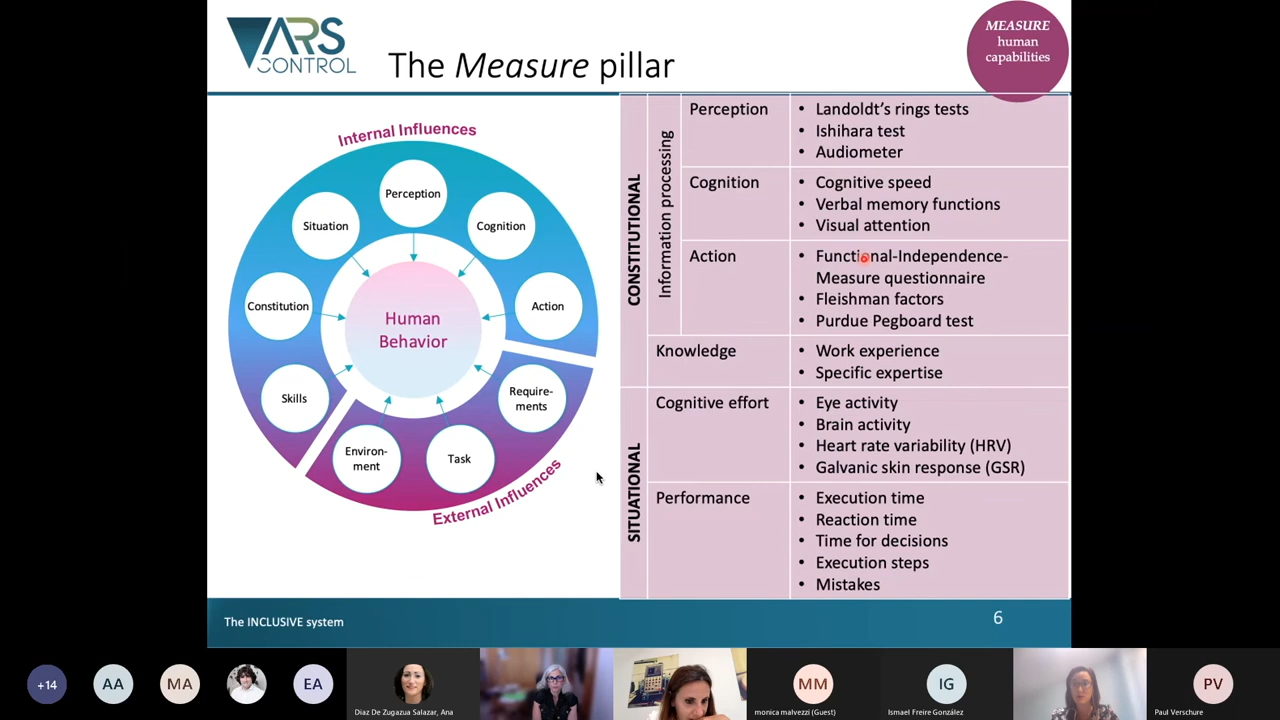 ARS
CONTROL
The Measure pillar
MEASURE
human
capabilities
Internal Influences
Perception
Situation
Cognition
Constitution
Action
Human
Behavior
Skills
Require-
ments
Environ-
ment
Task
External Influences
CONSTITUTIONAL
Information processing
Perception
• Landoldt's rings tests
• Ishihara test
• Audiometer
Cognition
• Cognitive speed
• Verbal memory functions
• Visual attention
Action
• Functional-Independence-
Measure questionnaire
• Fleishman factors
• Purdue Pegboard test
Knowledge
• Work experience
• Specific expertise
SITUATIONAL
Cognitive effort
• Eye activity
• Brain activity
• Heart rate variability (HRV)
• Galvanic skin response (GSR)
Performance
• Execution time
• Reaction time
• Time for decisions
• Execution steps
• Mistakes
The INCLUSIVE system
6
+14
AA
MA
EA
Diaz De Zugazua Salazar, Ana
MM
monica malvezzi (Guest)
IG
Ismael Freire González
PV
Paul Verschure